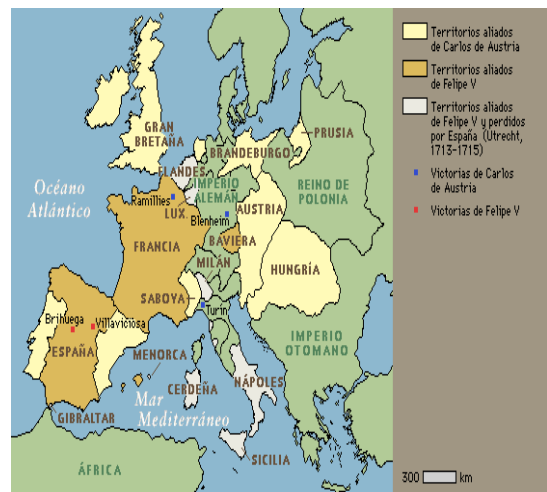 Territorios aliados
de Carlos de Austria
Territorios aliados
de Felipe V
Territorios aliados
de Felipe V y perdidos
por España (Utrecht,
1713-1715)
Victorias de Carlos
de Austria
Victorias de Felipe V
GRAN
BRETAÑA
PRUSIA
BRANDEBURGO
FLANDES
IMPERIO
ALEMÁN
REINO DE
POLONIA
Océano
Atlántico
Ramillies
LUX.
Blenheim
AUSTRIA
FRANCIA
BAVIERA
MILÁN
HUNGRÍA
SABOYA
Turín
Brihuega
Villaviciosa
ESPAÑA
MENORCA
IMPERIO
OTOMANO
CERDEÑA
NÁPOLES
Mar
Mediterráneo
GIBRALTAR
SICILIA
ÁFRICA
300 km